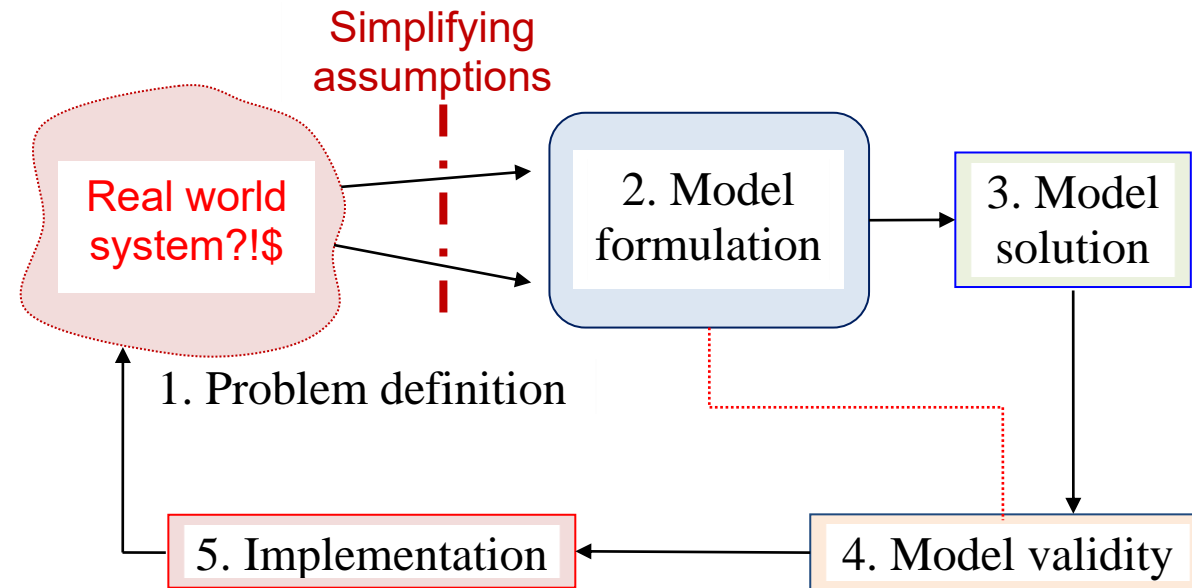 Simplifying
assumptions
Real world
system?!$
2. Model
formulation
3. Model
solution
1. Problem definition
5. Implementation
4. Model validity